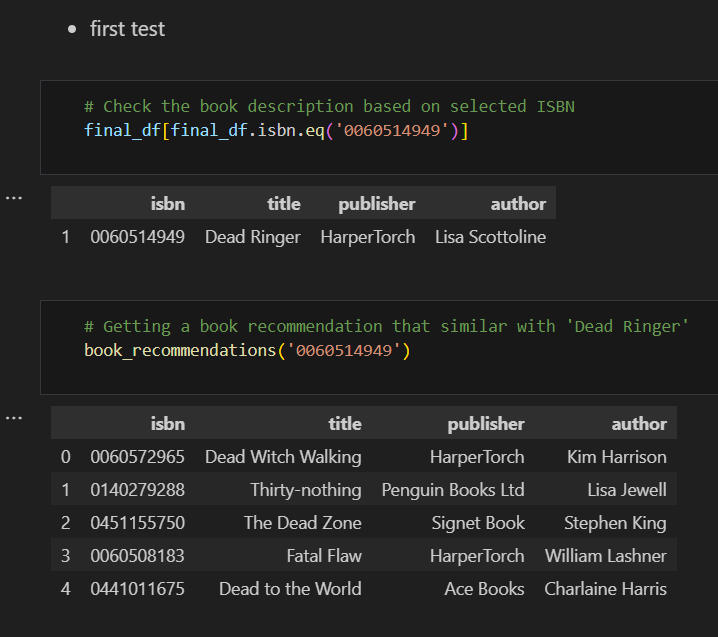 first test
# Check the book description based on selected ISBN
final_df[final_df.isbn.eq('0060514949')]
isbn title publisher author
1 0060514949 Dead Ringer HarperTorch Lisa Scottoline
# Getting a book recommendation that similar with 'Dead Ringer'
book_recommendations('0060514949')
isbn title publisher author
0 0060572965 Dead Witch Walking HarperTorch Kim Harrison
1 0140279288 Thirty-nothing Penguin Books Ltd Lisa Jewell
2 0451155750 The Dead Zone Signet Book Stephen King
3 0060508183 Fatal Flaw HarperTorch William Lashner
4 0441011675 Dead to the World Ace Books Charlaine Harris